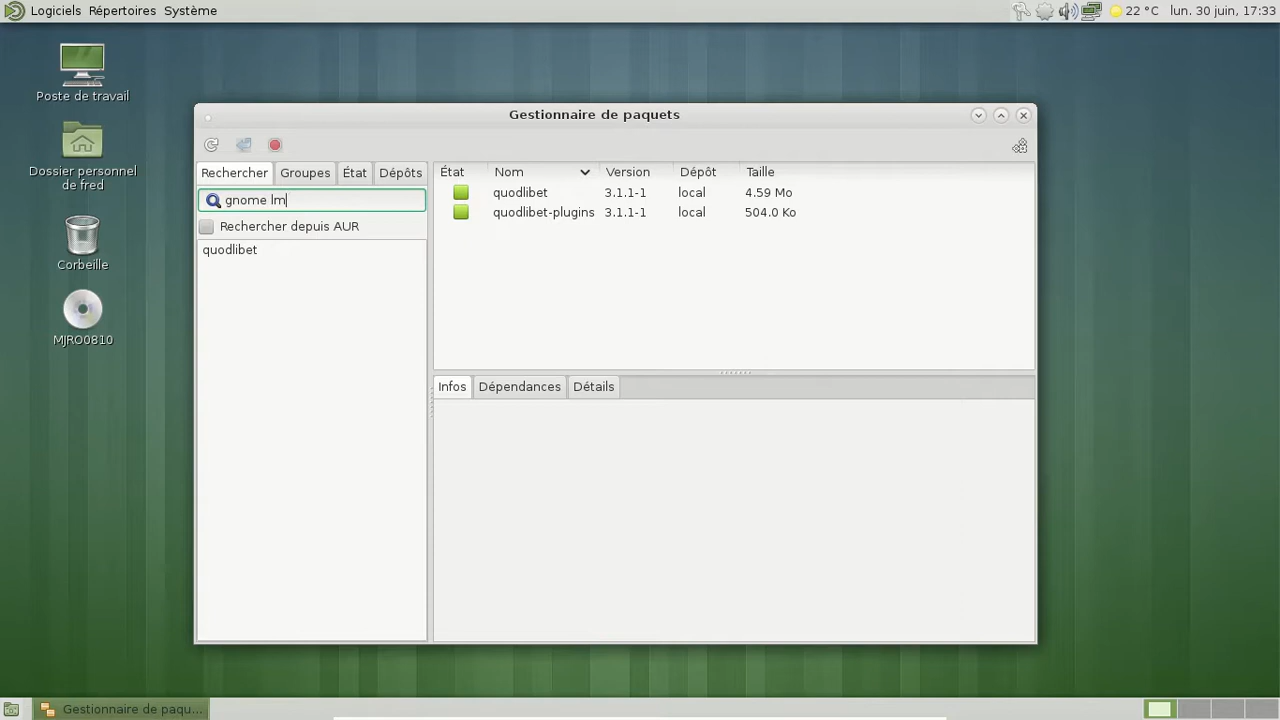 Logiciels Répertoires Système
22 °C lun. 30 juin, 17:33
Poste de travail
Dossier personnel
de fred
Corbeille
MJRO0810
Gestionnaire de paquets
Rechercher Groupes État Dépôts
gnome lm
Rechercher depuis AUR
quodlibet
État Nom Version Dépôt Taille
quodlibet 3.1.1-1 local 4.59 Mo
quodlibet-plugins 3.1.1-1 local 504.0 Ko
Infos Dépendances Détails
Gestionnaire de paqu...